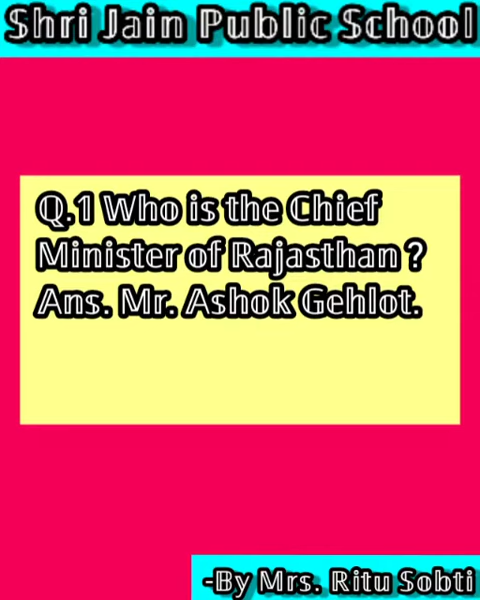 Shri Jain Public School
Q.1 Who is the Chief
Minister of Rajasthan ?
Ans. Mr. Ashok Gehlot.
-By Mrs. Ritu Sobti